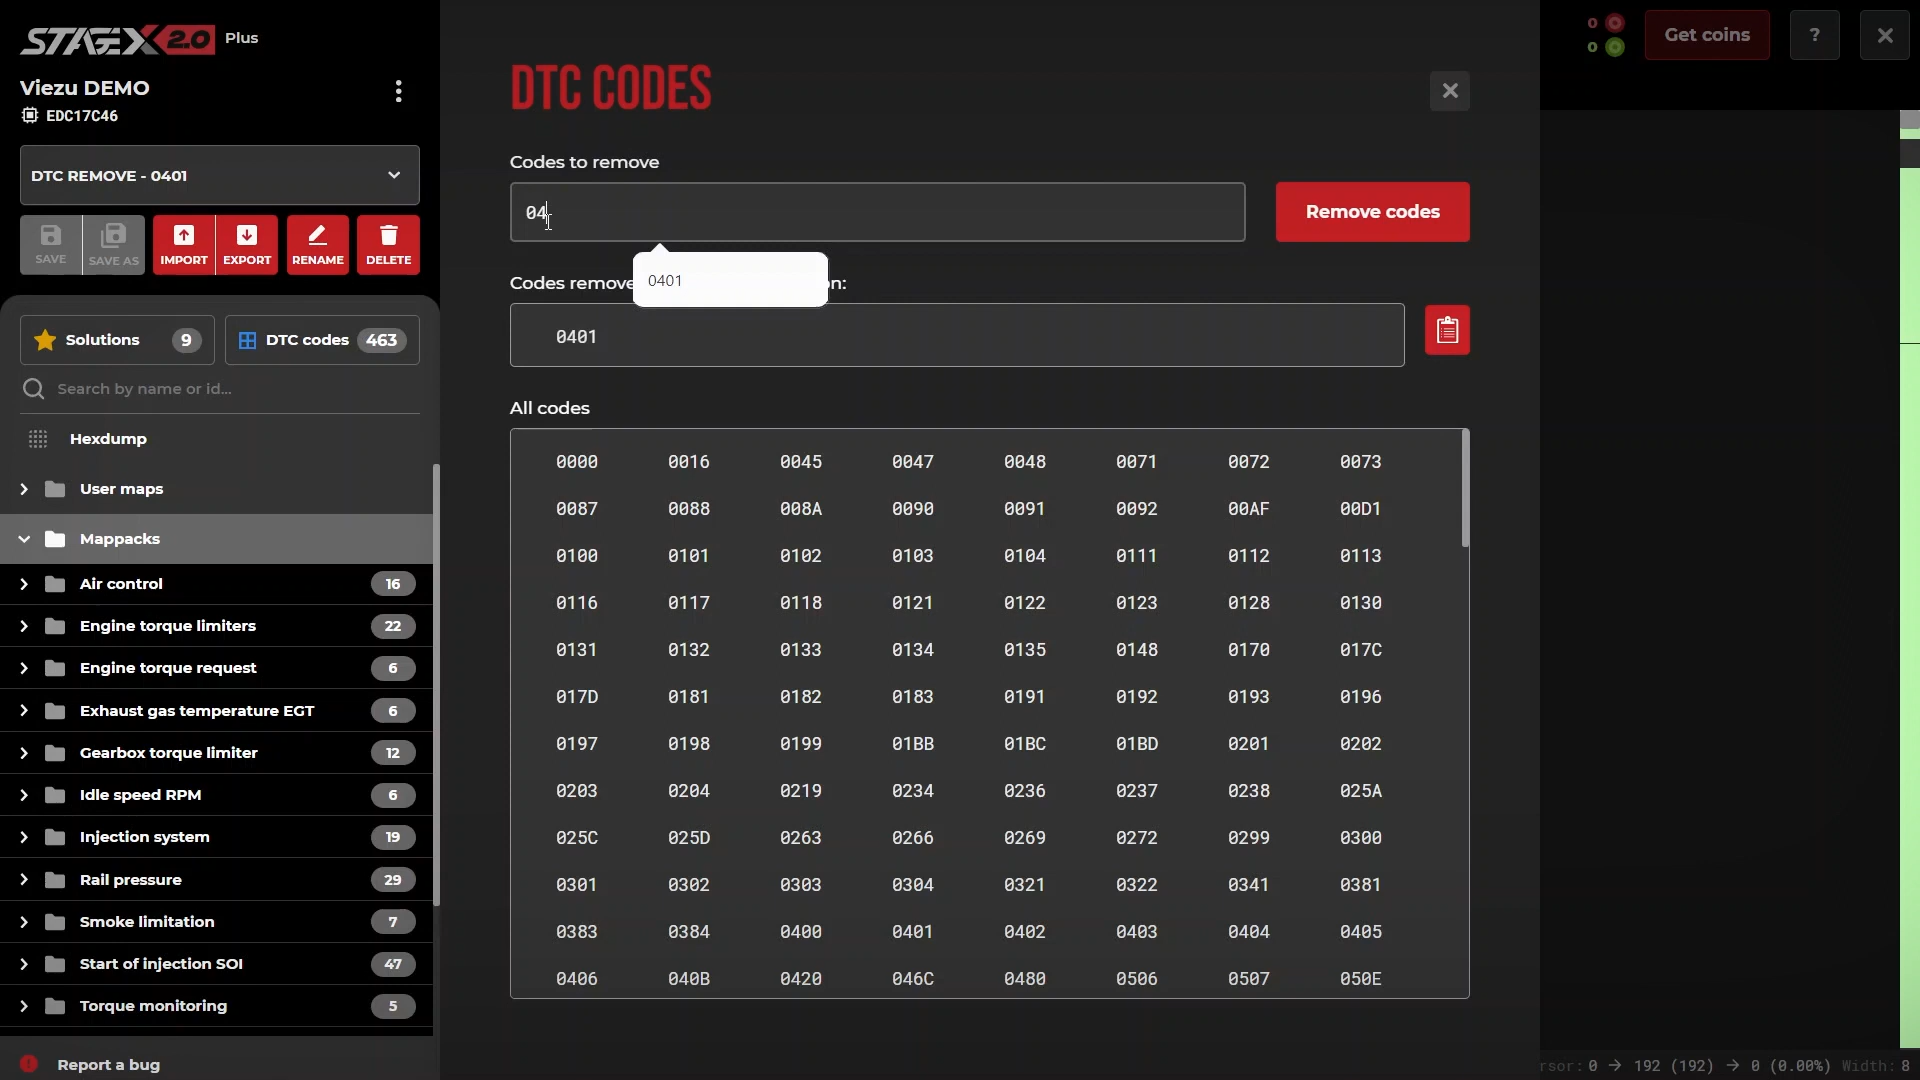 STAGEX 2.0 Plus
Viezu DEMO
EDC17C46
DTC REMOVE - 0401
SAVE
SAVE AS
IMPORT
EXPORT
RENAME
DELETE
Solutions 9
DTC codes 463
Search by name or id...
Hexdump
User maps
Mappacks
Air control 16
Engine torque limiters 22
Engine torque request 6
Exhaust gas temperature EGT 6
Gearbox torque limiter 12
Idle speed RPM 6
Injection system 19
Rail pressure 29
Smoke limitation 7
Start of injection SOI 47
Torque monitoring 5
Report a bug
DTC CODES
Codes to remove
04
Remove codes
0401
Codes remove n:
0401
All codes
0000 0016 0045 0047 0048 0071 0072 0073
0087 0088 008A 0090 0091 0092 00AF 00D1
0100 0101 0102 0103 0104 0111 0112 0113
0116 0117 0118 0121 0122 0123 0128 0130
0131 0132 0133 0134 0135 0148 0170 017C
017D 0181 0182 0183 0191 0192 0193 0196
0197 0198 0199 01BB 01BC 01BD 0201 0202
0203 0204 0219 0234 0236 0237 0238 025A
025C 025D 0263 0266 0269 0272 0299 0300
0301 0302 0303 0304 0321 0322 0341 0381
0383 0384 0400 0401 0402 0403 0404 0405
0406 040B 0420 046C 0480 0506 0507 050E
0
0
Get coins
?
rsor: 0 → 192 (192) → 0 (0.00%) Width: 8